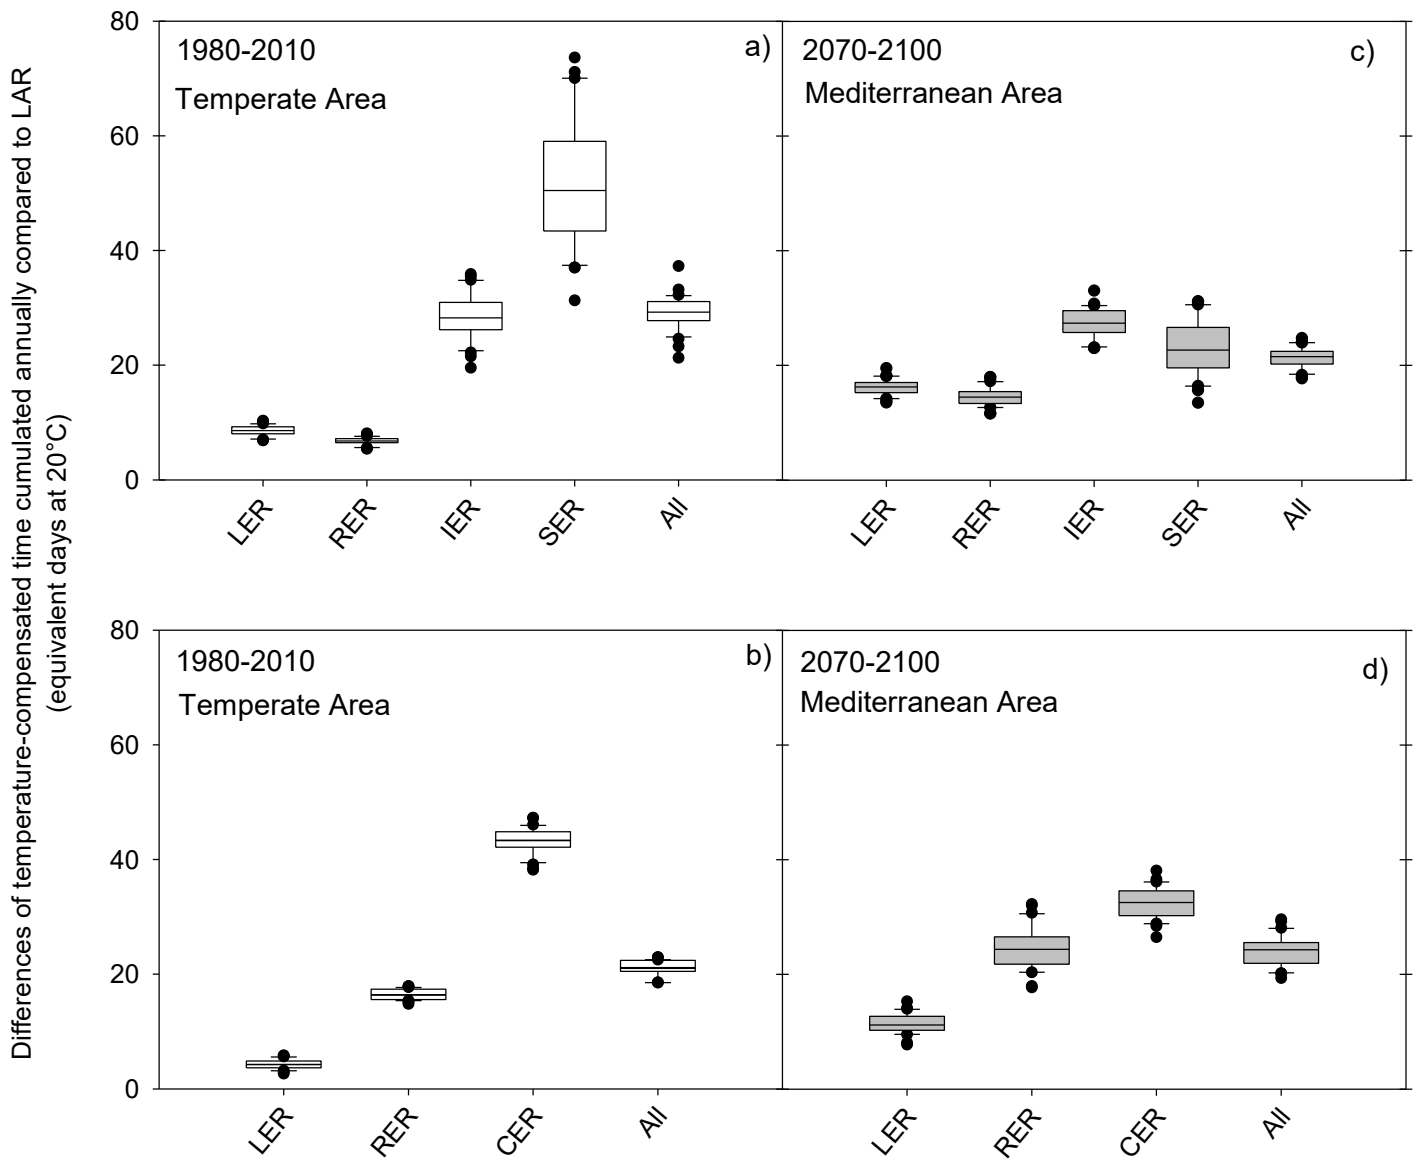 Differences of temperature-compensated time cumulated annually compared to LAR
(equivalent days at 20°C)
80
60
40
20
0
1980-2010
a)
Temperate Area
LER
RER
IER
SER
All
2070-2100
c)
Mediterranean Area
LER
RER
IER
SER
All
80
60
40
20
0
1980-2010
b)
Temperate Area
LER
RER
CER
All
2070-2100
d)
Mediterranean Area
LER
RER
CER
All